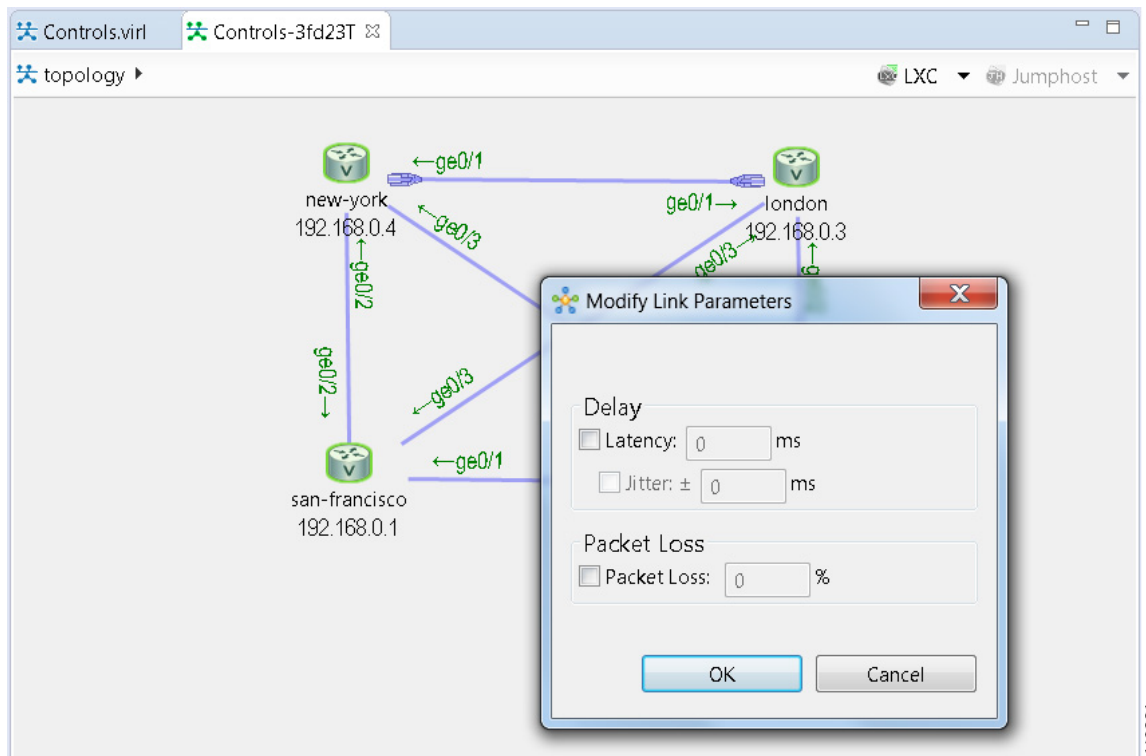 Controls.virl
Controls-3fd23T
topology
LXC
Jumphost
←ge0/1
new-york
192.168.0.4
ge0/1→
london
192.168.0.3
←ge0/3
ge0/3→
←ge0/2
ge0/2→
←ge0/3
←ge0/1
san-francisco
192.168.0.1
Modify Link Parameters
X
Delay
Latency: 0 ms
Jitter: ± 0 ms
Packet Loss
Packet Loss: 0 %
OK
Cancel